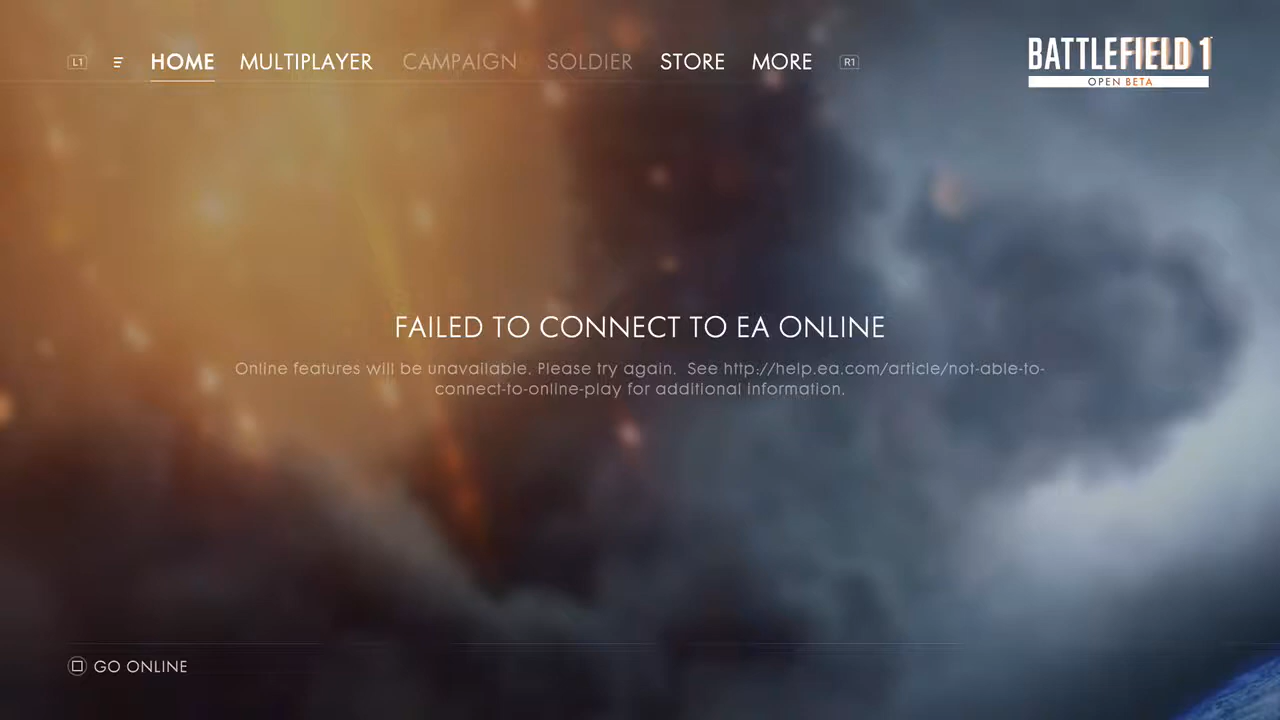 L1 HOME MULTIPLAYER CAMPAIGN SOLDIER STORE MORE R1
BATTLEFIELD 1
OPEN BETA
FAILED TO CONNECT TO EA ONLINE
Online features will be unavailable. Please try again.  See http://help.ea.com/article/not-able-to-
connect-to-online-play for additional information.
GO ONLINE